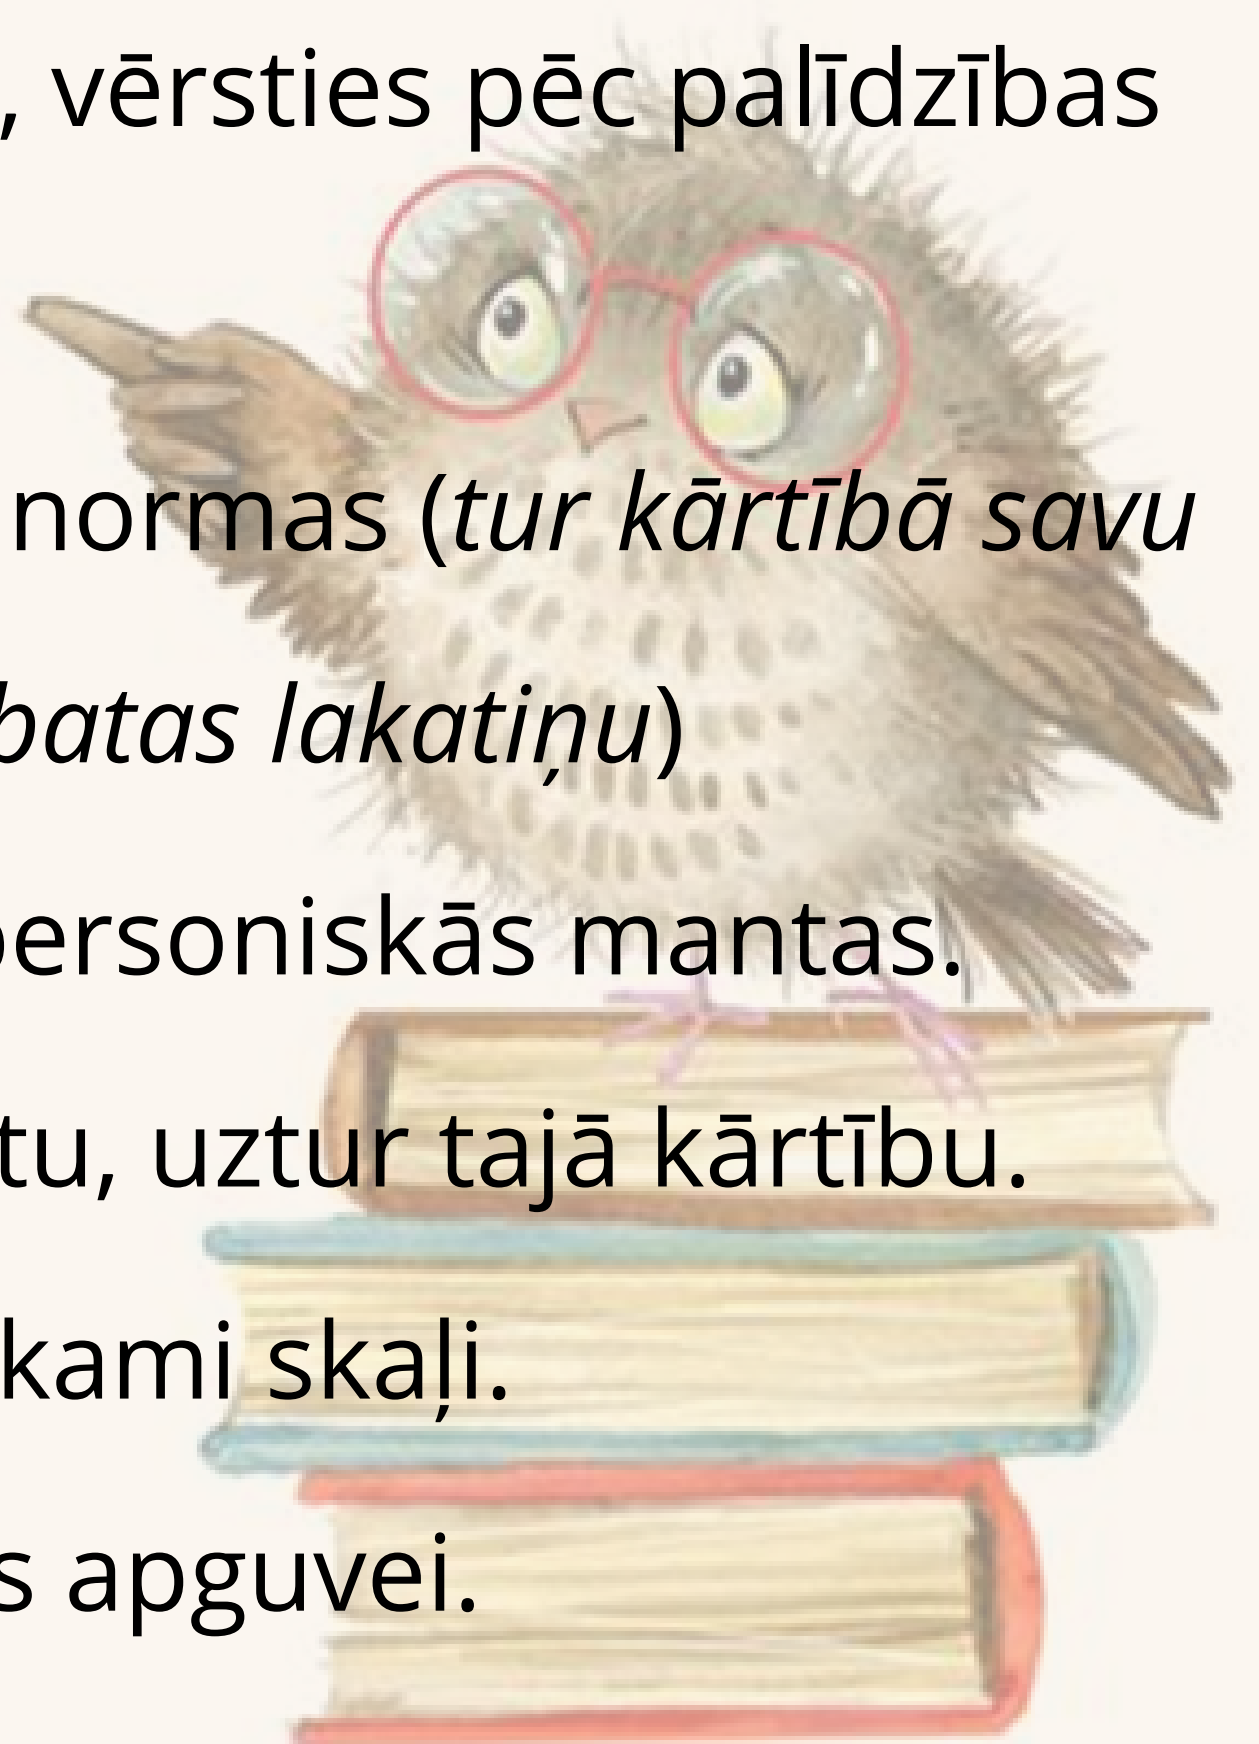 , vērsties pēc palīdzības
normas (tur kārtībā savu
batas lakatiņu)
personiskās mantas.
tu, uztur tajā kārtību.
kami skaļi.
s apguvei.